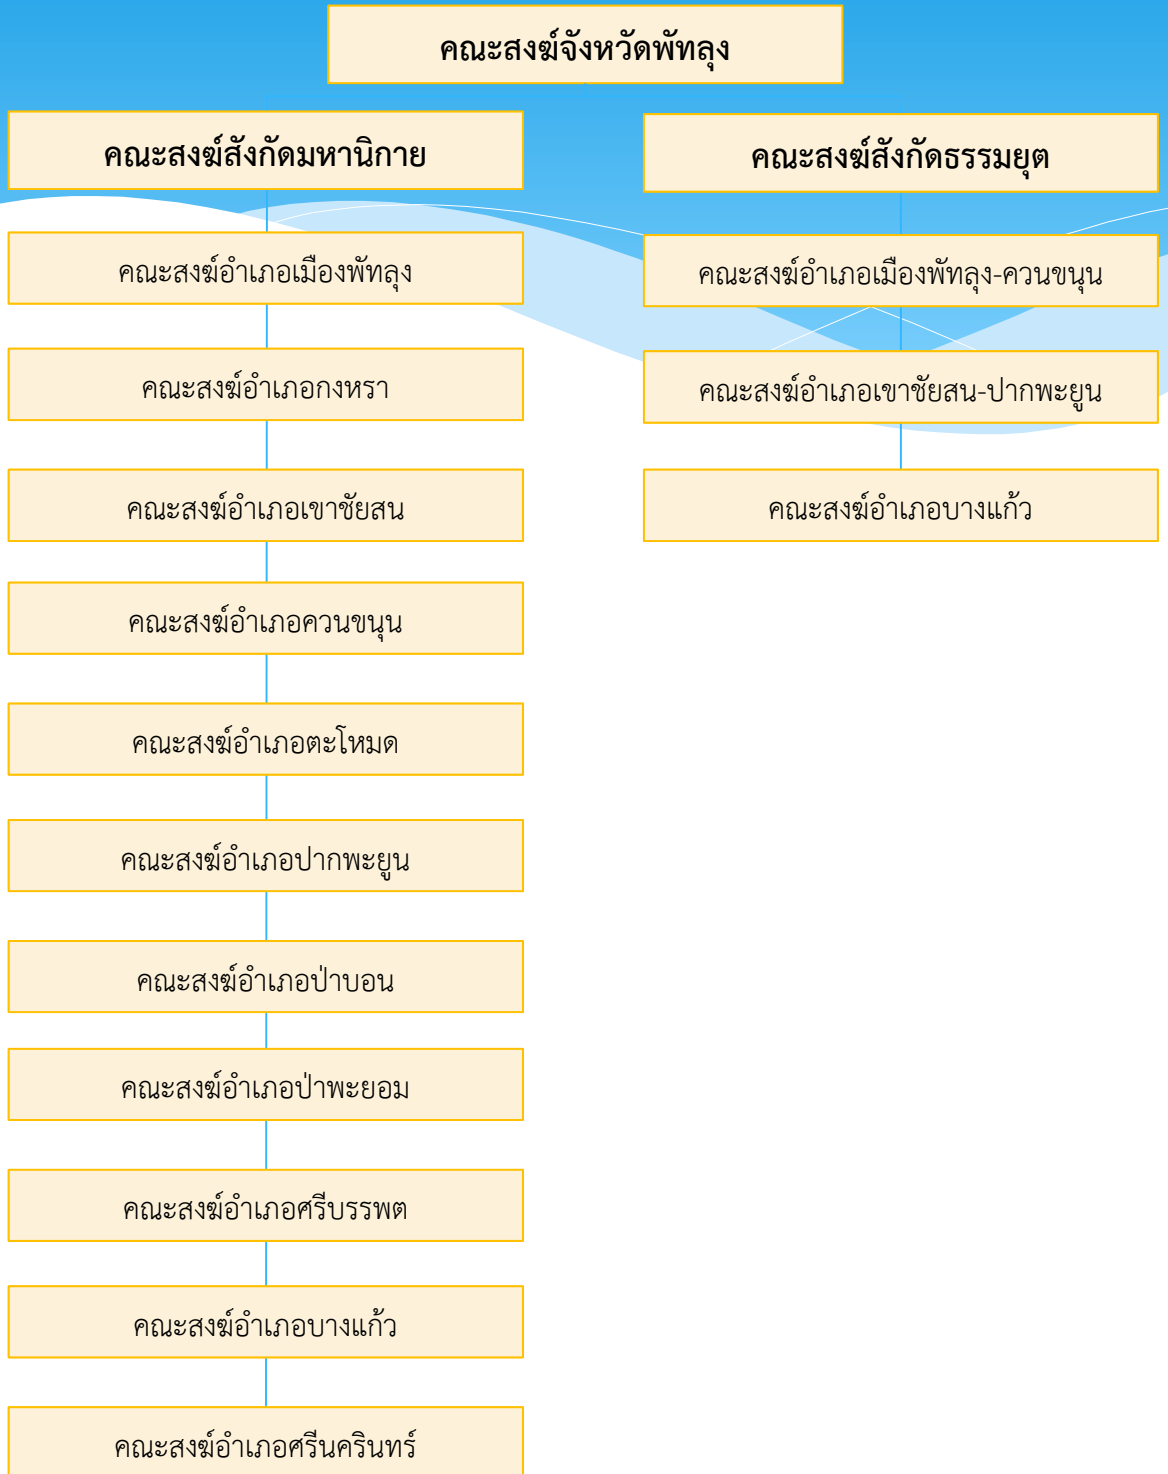 คณะสงฆ์จังหวัดพัทลุง
คณะสงฆ์สังกัดมหานิกาย
คณะสงฆ์อำเภอเมืองพัทลุง
คณะสงฆ์อำเภอกงหรา
คณะสงฆ์อำเภอเขาชัยสน
คณะสงฆ์อำเภอควนขนุน
คณะสงฆ์อำเภอตะโหมด
คณะสงฆ์อำเภอปากพะยูน
คณะสงฆ์อำเภอป่าบอน
คณะสงฆ์อำเภอป่าพะยอม
คณะสงฆ์อำเภอศรีบรรพต
คณะสงฆ์อำเภอบางแก้ว
คณะสงฆ์อำเภอศรีนครินทร์
คณะสงฆ์สังกัดธรรมยุต
คณะสงฆ์อำเภอเมืองพัทลุง-ควนขนุน
คณะสงฆ์อำเภอเขาชัยสน-ปากพะยูน
คณะสงฆ์อำเภอบางแก้ว